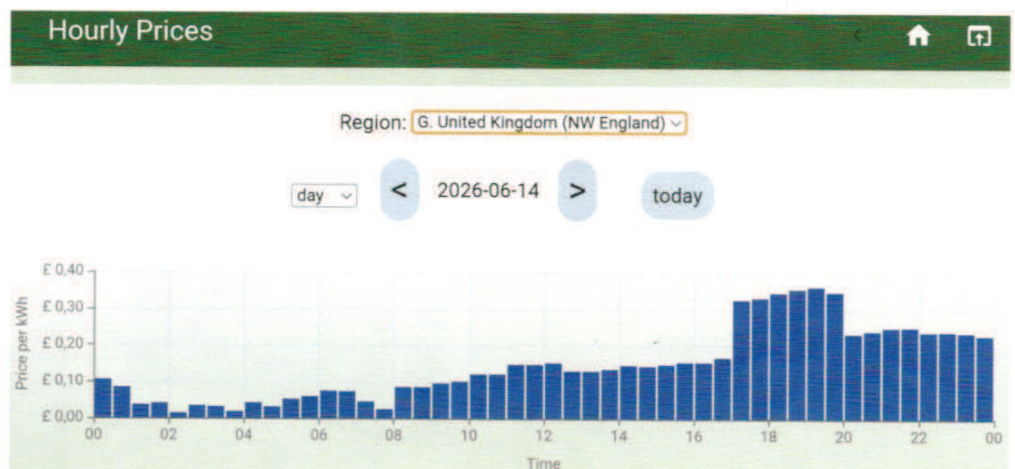 Hourly Prices
Region: G. United Kingdom (NW England)
day < 2026-06-14 > today
£ 0,40
£ 0,30
£ 0,20
£ 0,10
£ 0,00
Price per kWh
00 02 04 06 08 10 12 14 16 18 20 22 00
Time